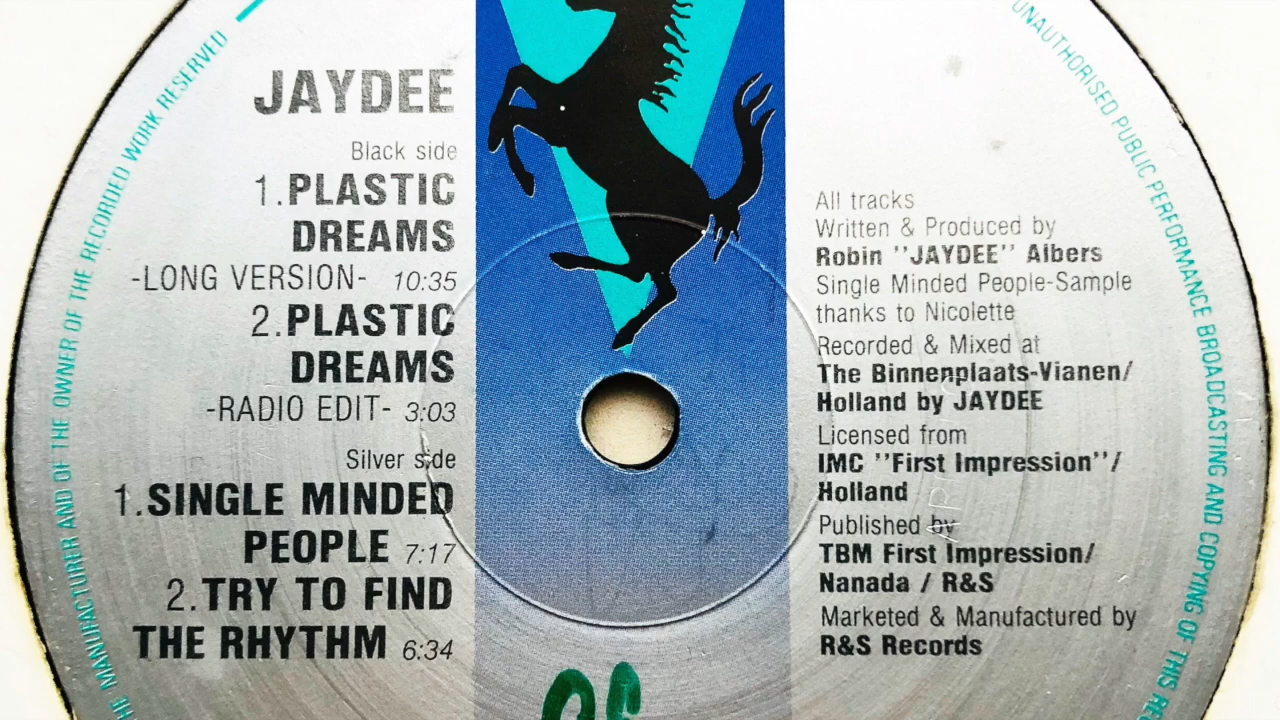 JAYDEE
Black side
1.PLASTIC
DREAMS
-LONG VERSION- 10:35
2.PLASTIC
DREAMS
-RADIO EDIT- 3:03
Silver side
1.SINGLE MINDED
PEOPLE 7:17
2.TRY TO FIND
THE RHYTHM 6:34
All tracks
Written & Produced by
Robin "JAYDEE" Albers
Single Minded People-Sample
thanks to Nicolette
Recorded & Mixed at
The Binnenplaats-Vianen/
Holland by JAYDEE
Licensed from
IMC "First Impression"/
Holland
Published by
TBM First Impression/
Nanada / R&S
Marketed & Manufactured by
R&S Records
THE MANUFACTURER AND OF THE OWNER OF THE RECORDED WORK RESERVED
UNAUTHORISED PUBLIC PERFORMANCE BROADCASTING AND COPYING OF THIS